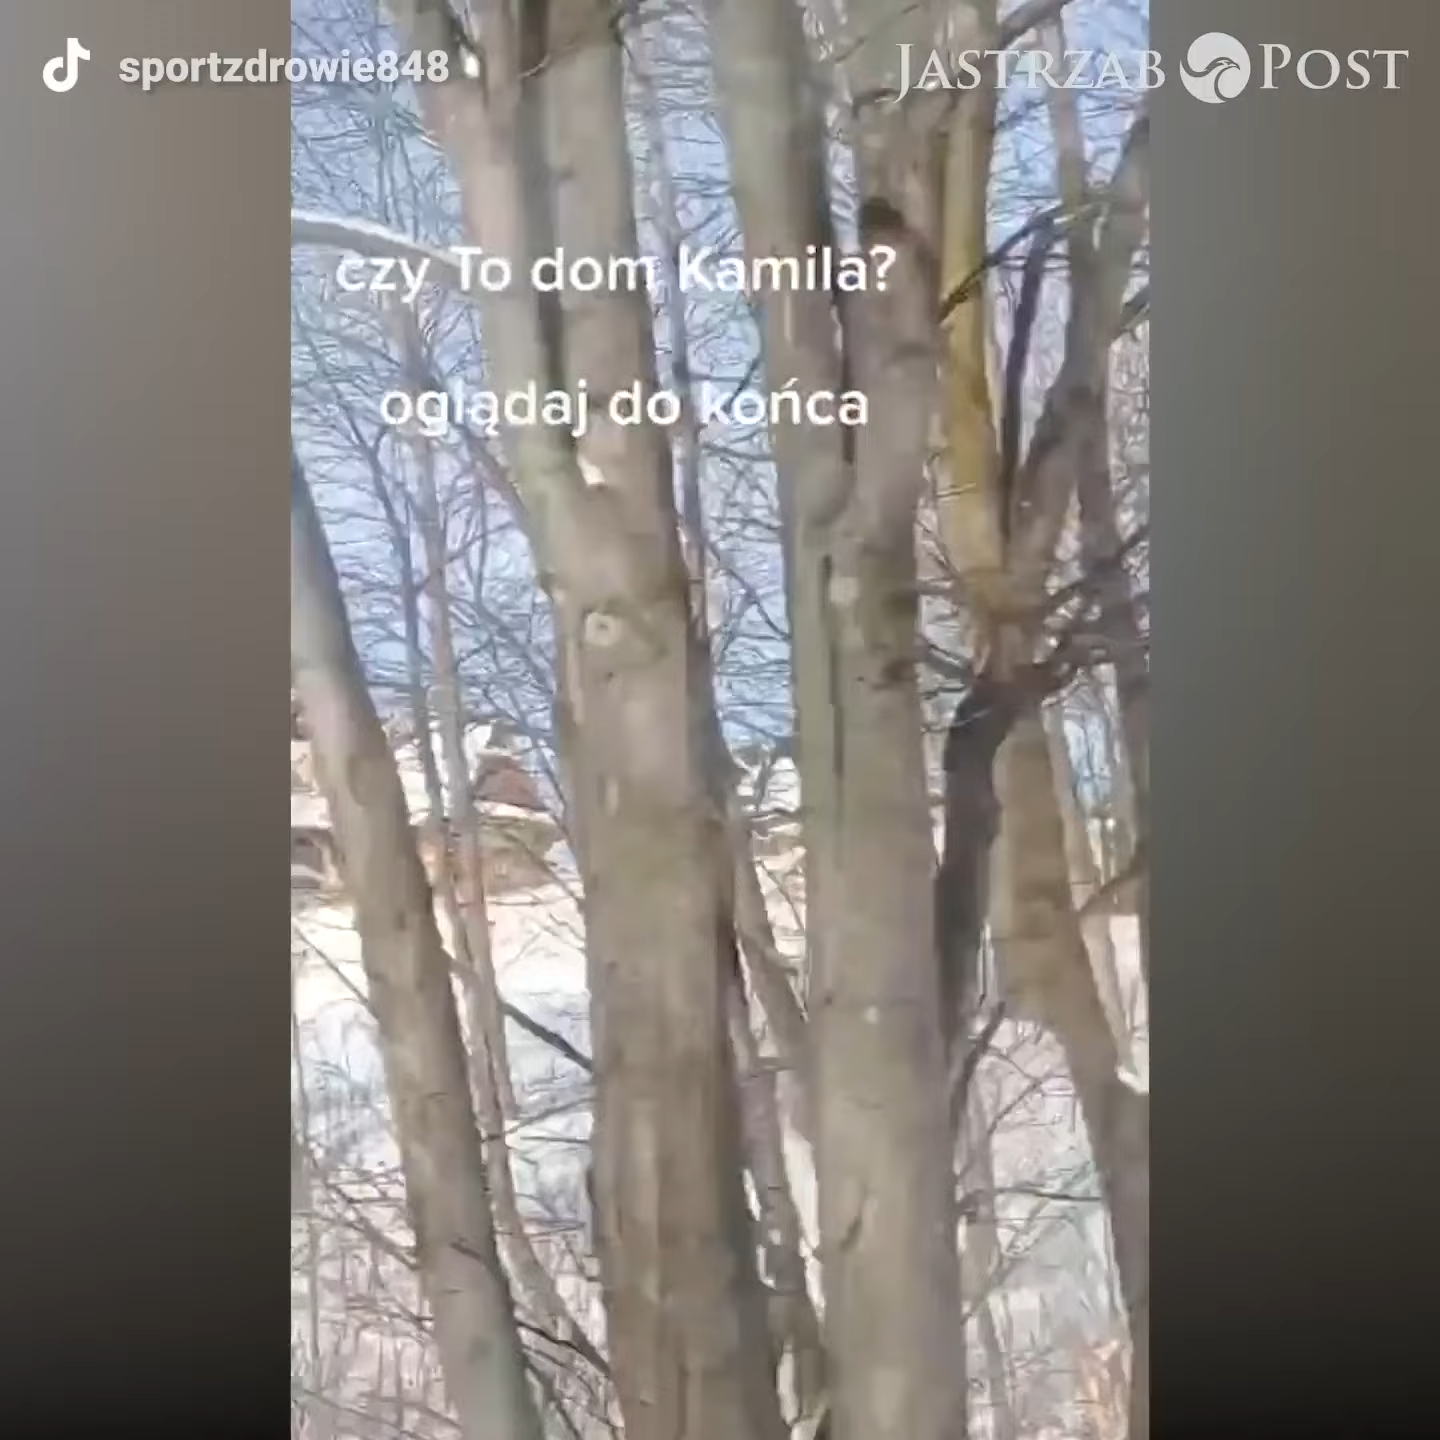 sportzdrowie848
JASTRZAB POST
czy To dom Kamila?
oglądaj do końca